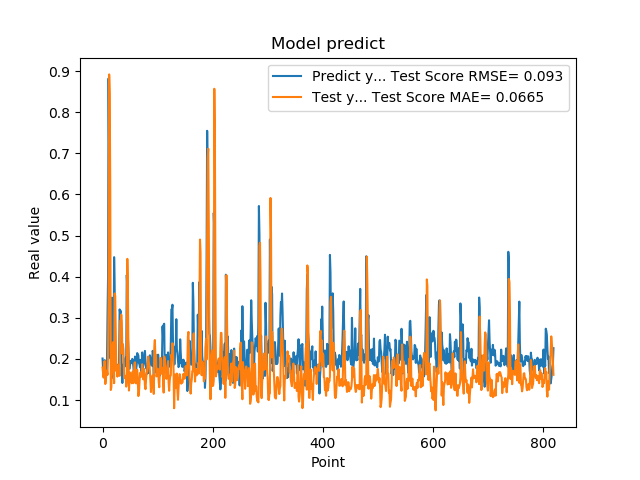 Model predict
Predict y... Test Score RMSE= 0.093
Test y... Test Score MAE= 0.0665
0.9
0.8
0.7
0.6
0.5
0.4
0.3
0.2
0.1
Real value
0 200 400 600 800
Point